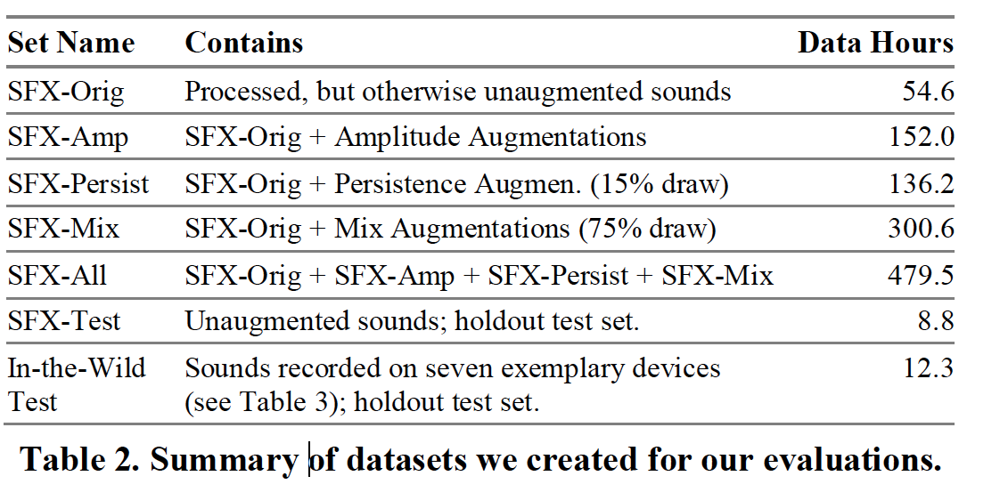 Set Name Contains Data Hours
SFX-Orig Processed, but otherwise unaugmented sounds 54.6
SFX-Amp SFX-Orig + Amplitude Augmentations 152.0
SFX-Persist SFX-Orig + Persistence Augmen. (15% draw) 136.2
SFX-Mix SFX-Orig + Mix Augmentations (75% draw) 300.6
SFX-All SFX-Orig + SFX-Amp + SFX-Persist + SFX-Mix 479.5
SFX-Test Unaugmented sounds; holdout test set. 8.8
In-the-Wild Sounds recorded on seven exemplary devices 12.3
Test (see Table 3); holdout test set.
Table 2. Summary of datasets we created for our evaluations.